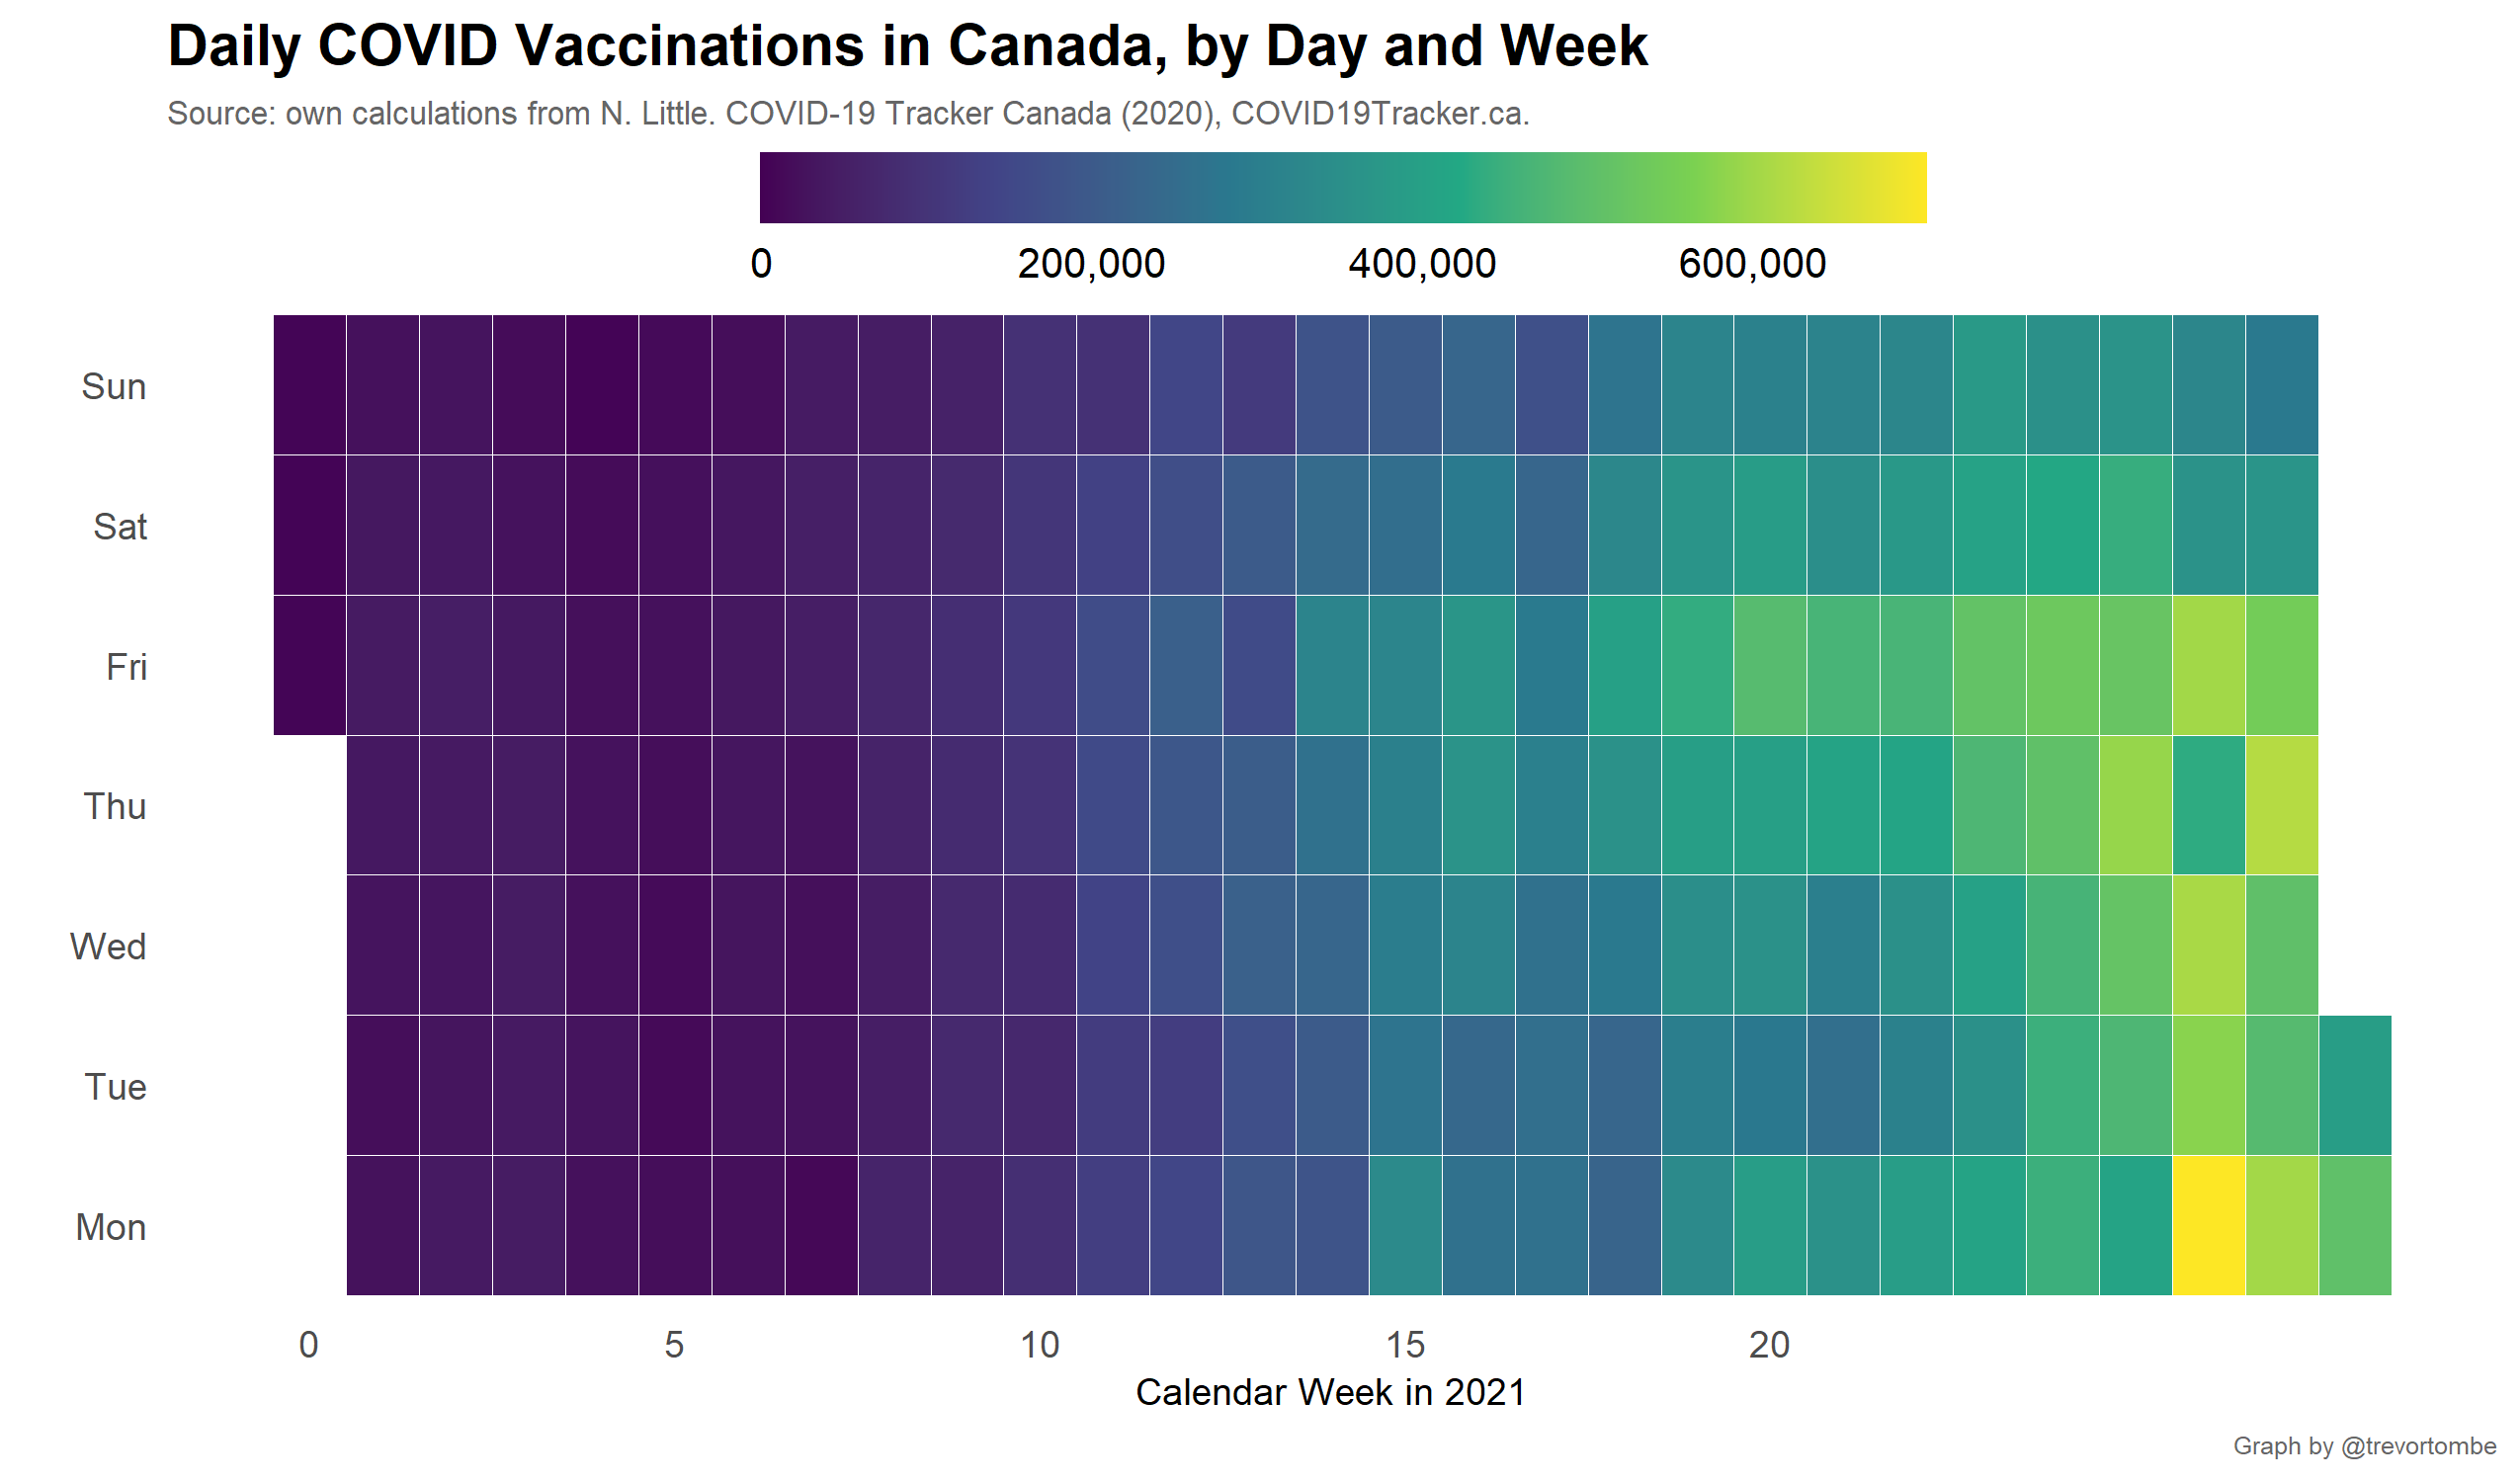 Daily COVID Vaccinations in Canada, by Day and Week
Source: own calculations from N. Little. COVID-19 Tracker Canada (2020), COVID19Tracker.ca.
0 200,000 400,000 600,000
Sun
Sat
Fri
Thu
Wed
Tue
Mon
0 5 10 15 20
Calendar Week in 2021
Graph by @trevortombe